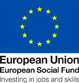 European Union
European Social Fund
Investing in jobs and skills